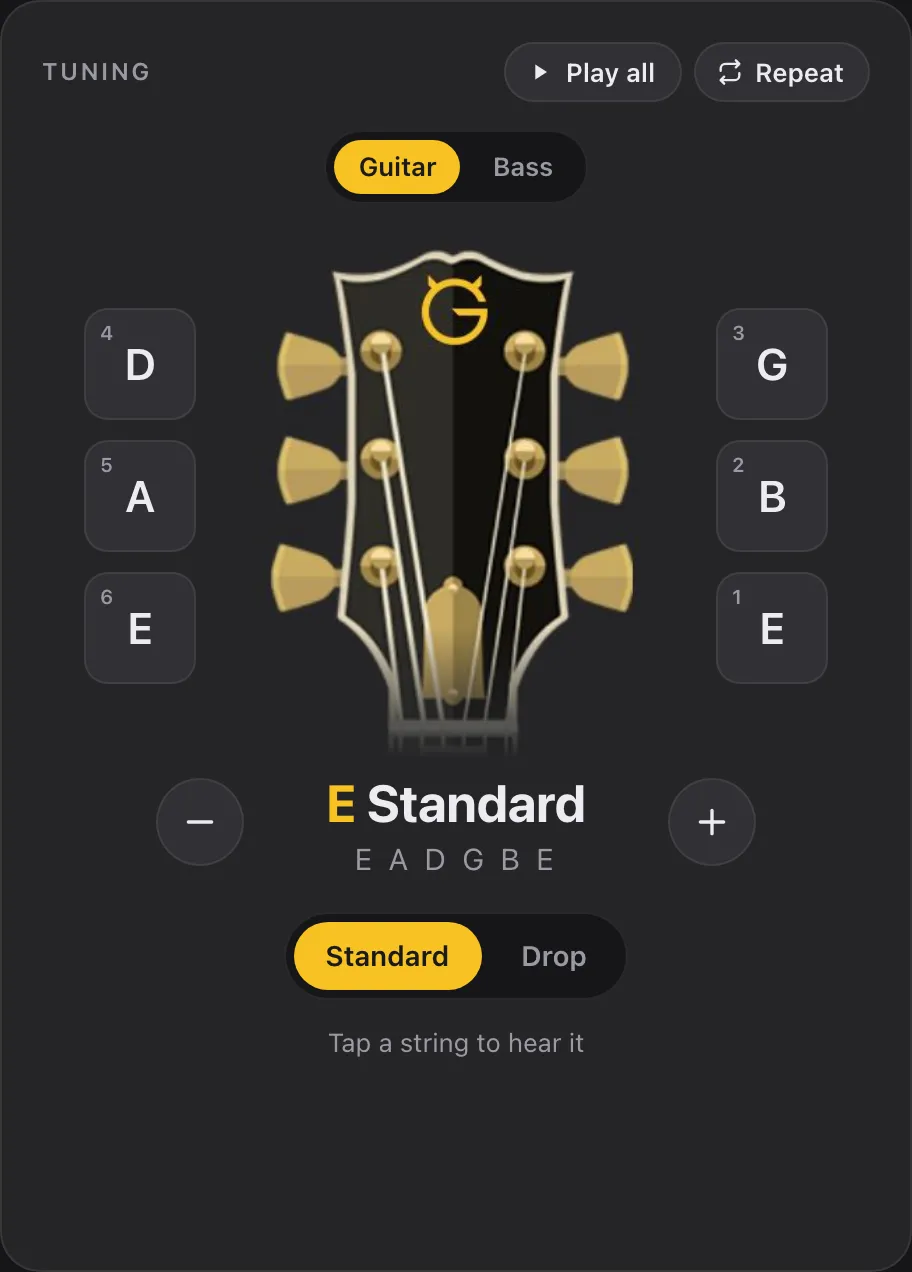 TUNING
Play all
Repeat
Guitar
Bass
G
4
D
3
G
5
A
2
B
6
E
1
E
E Standard
E A D G B E
Standard
Drop
Tap a string to hear it